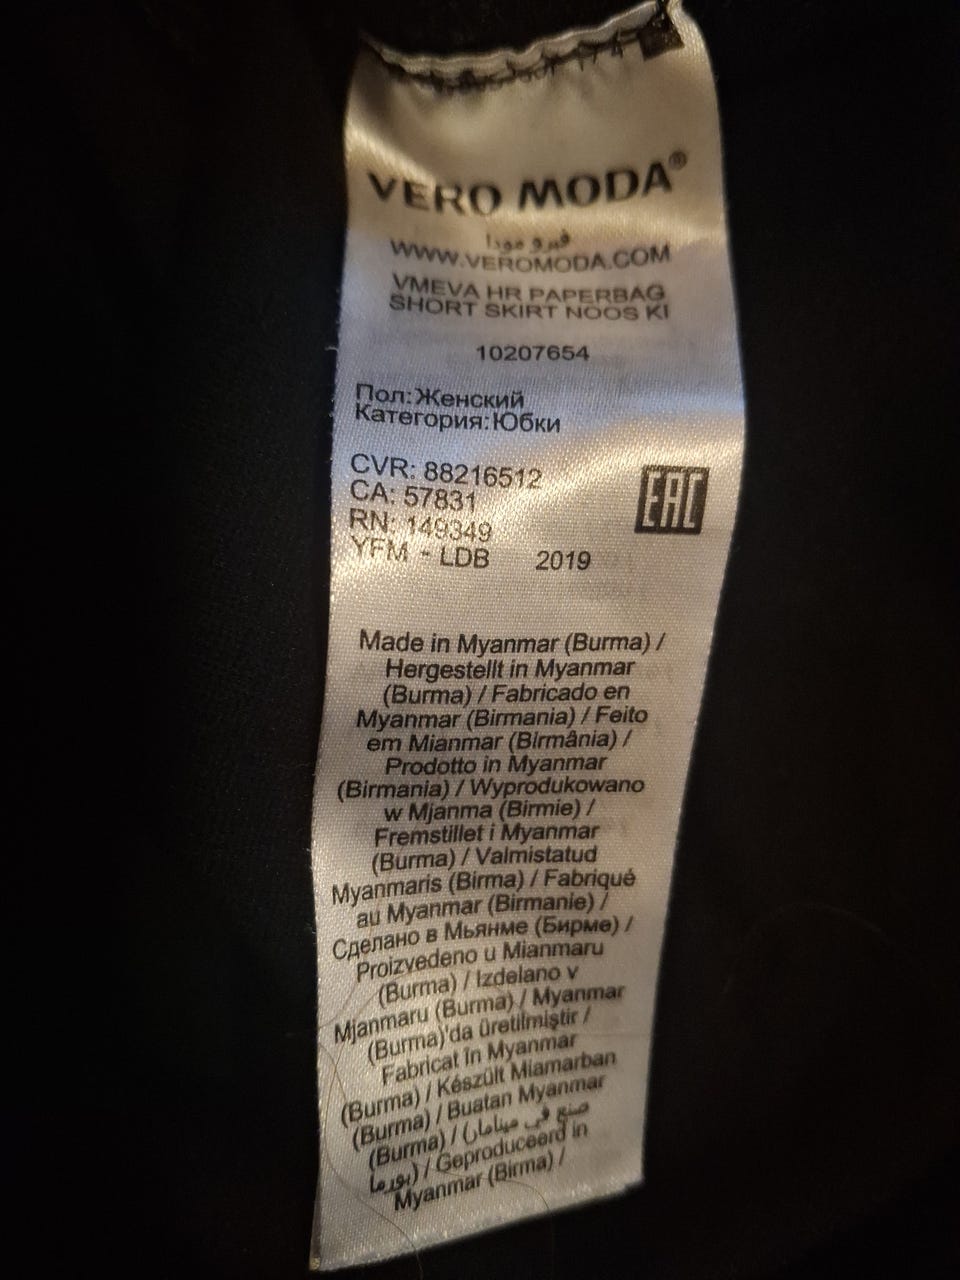 VERO MODA®
فيرو مودا
WWW.VEROMODA.COM
VMEVA HR PAPERBAG
SHORT SKIRT NOOS KI
10207654
Пол:Женский
Категория:Юбки
CVR: 88216512
CA: 57831
RN: 149349
YFM - LDB 2019
EAC
Made in Myanmar (Burma) /
Hergestellt in Myanmar
(Burma) / Fabricado en
Myanmar (Birmania) / Feito
em Mianmar (Birmânia) /
Prodotto in Myanmar
(Birmania) / Wyprodukowano
w Mjanma (Birmie) /
Fremstillet i Myanmar
(Burma) / Valmistatud
Myanmaris (Birma) / Fabriqué
au Myanmar (Birmanie) /
Сделано в Мьянме (Бирме) /
Proizvedeno u Mianmaru
(Burma) / Izdelano v
Mjanmaru (Burma) / Myanmar
(Burma)'da üretilmiştir /
Fabricat în Myanmar
(Burma) / Készült Miamarban
(Burma) / Buatan Myanmar
(Burma) / صنع في ميانمار (
بورما) / Geproduceerd in
Myanmar (Birma) /